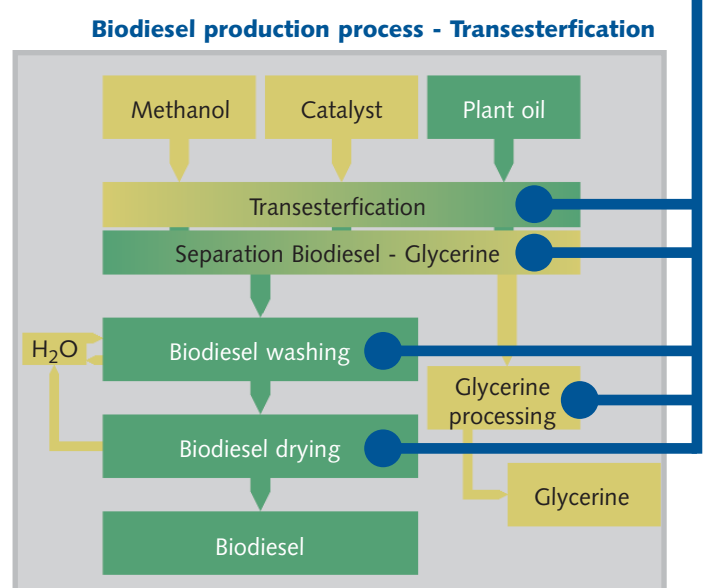 Biodiesel production process - Transesterfication
Methanol
Catalyst
Plant oil
Transesterfication
Separation Biodiesel - Glycerine
H₂O
Biodiesel washing
Glycerine
processing
Biodiesel drying
Glycerine
Biodiesel